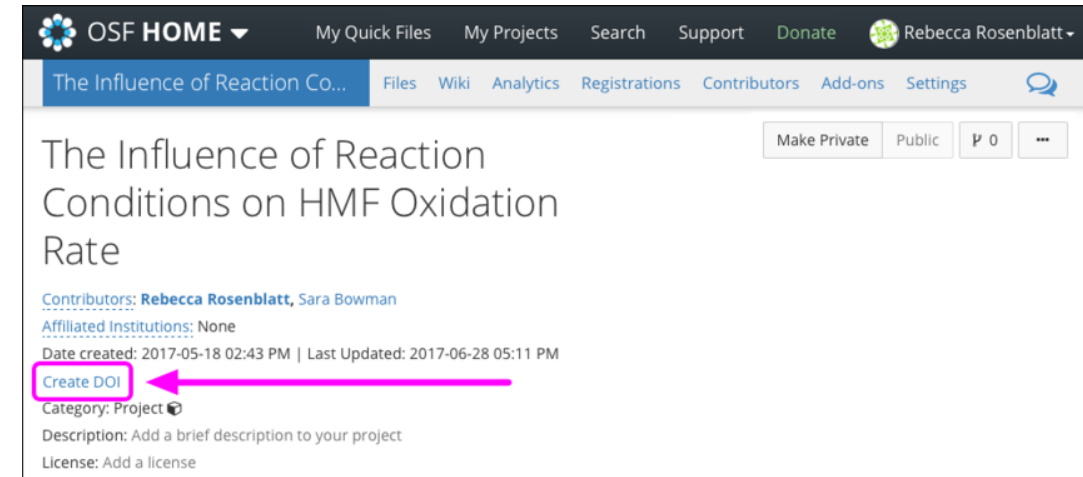 OSF HOME My Quick Files My Projects Search Support Donate Rebecca Rosenblatt
The Influence of Reaction Co... Files Wiki Analytics Registrations Contributors Add-ons Settings
Make Private Public 0 ...
The Influence of Reaction
Conditions on HMF Oxidation
Rate
Contributors: Rebecca Rosenblatt, Sara Bowman
Affiliated Institutions: None
Date created: 2017-05-18 02:43 PM | Last Updated: 2017-06-28 05:11 PM
Create DOI
Category: Project
Description: Add a brief description to your project
License: Add a license